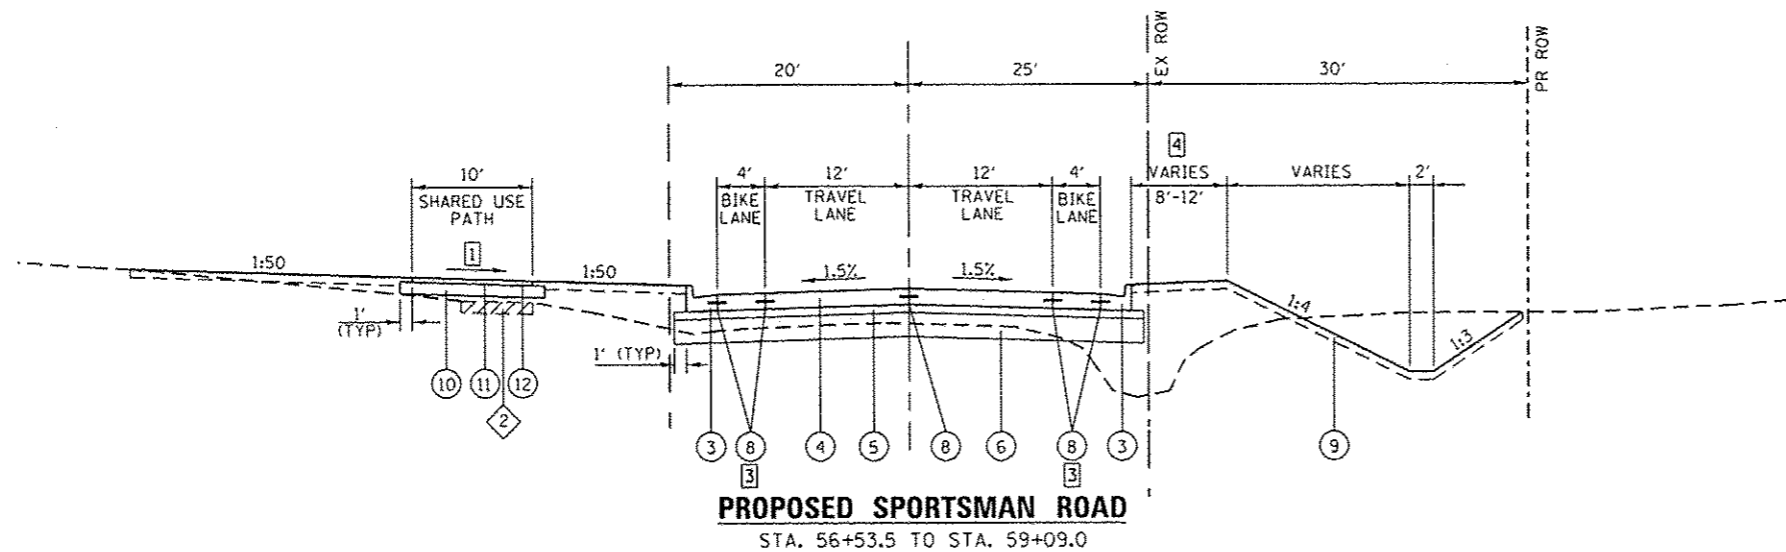 20'
25'
EX ROW
30'
PR ROW
10'
SHARED USE
PATH
4'
BIKE
LANE
12'
TRAVEL
LANE
12'
TRAVEL
LANE
4'
BIKE
LANE
4
VARIES
8'-12'
VARIES
2'
1:50
1
1:50
1.5%
1.5%
1:4
1:3
1'
(TYP)
1' (TYP)
10
11
12
2
3
8
4
5
8
6
8
3
9
3
3
PROPOSED SPORTSMAN ROAD
STA. 56+53.5 TO STA. 59+09.0